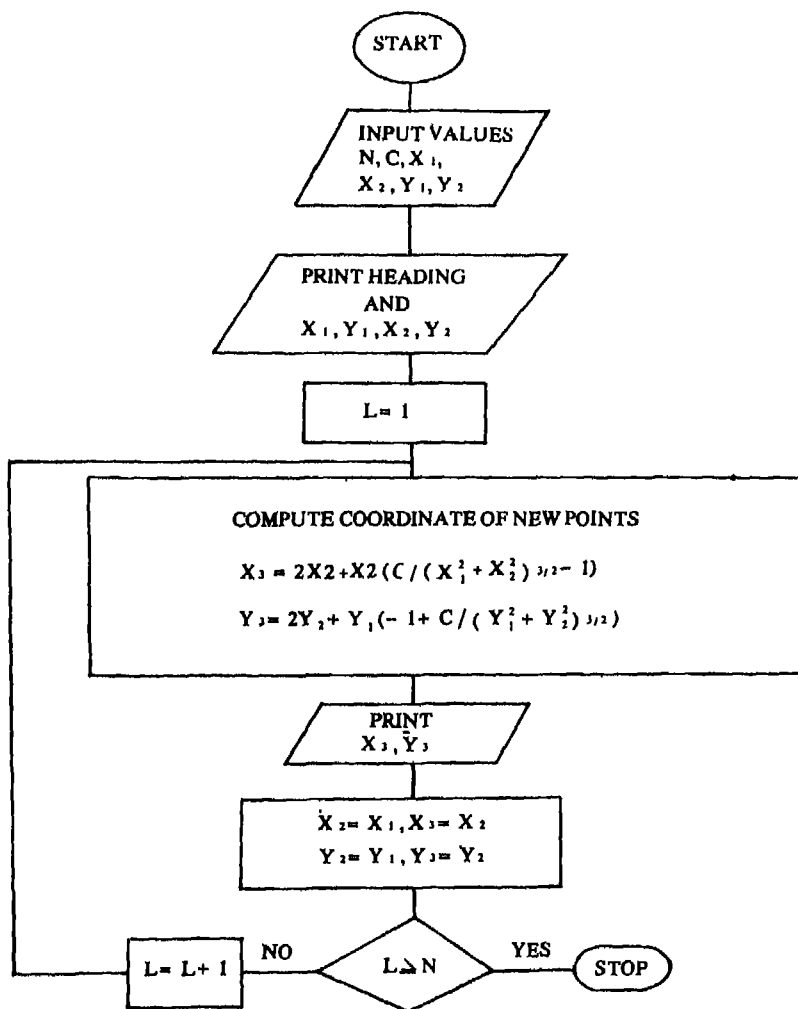 START
INPUT VALUES
N, C, X₁,
X₂, Y₁, Y₂
PRINT HEADING
AND
X₁, Y₁, X₂, Y₂
L= 1
COMPUTE COORDINATE OF NEW POINTS
X₃ = 2X2+X2(C/(X₁² + X₂²) 3/2 - 1)
Y₃= 2Y₂+ Y₁(- 1+ C/( Y₁² + Y₂²) 3/2)
PRINT
X₃, Y₃
X₂= X₁, X₃= X₂
Y₂= Y₁, Y₃= Y₂
L= L+ 1
NO
L⩾N
YES
STOP